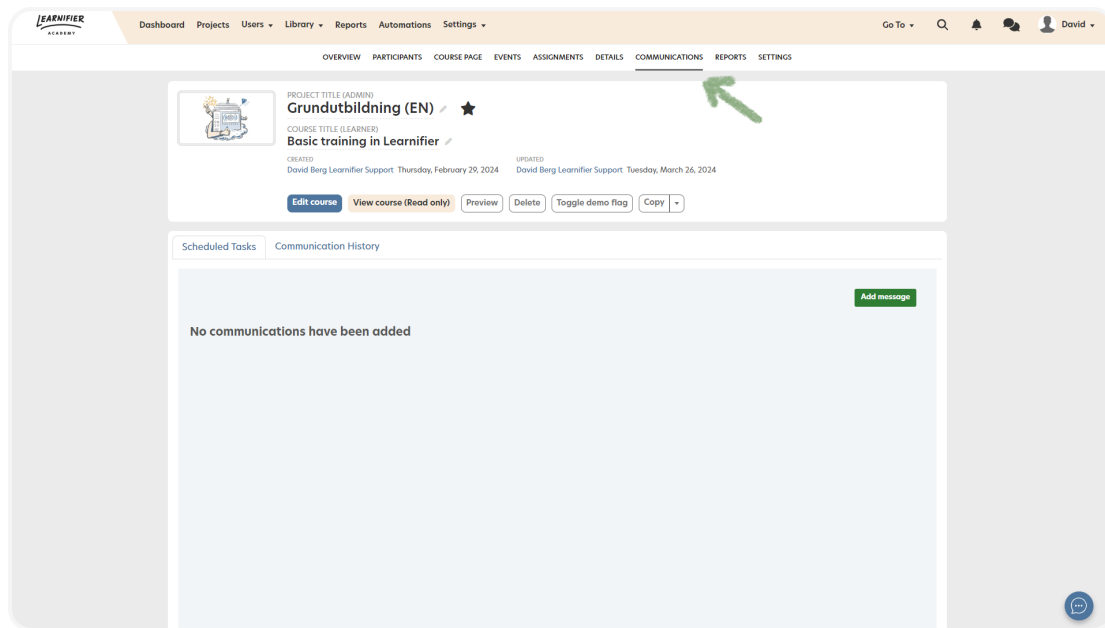 LEARNIFIER
ACADEMY
Dashboard Projects Users Library Reports Automations Settings Go To David
OVERVIEW PARTICIPANTS COURSE PAGE EVENTS ASSIGNMENTS DETAILS COMMUNICATIONS REPORTS SETTINGS
PROJECT TITLE (ADMIN)
Grundutbildning (EN)
COURSE TITLE (LEARNER)
Basic training in Learnifier
CREATED UPDATED
David Berg Learnifier Support Thursday, February 29, 2024 David Berg Learnifier Support Tuesday, March 26, 2024
Edit course View course (Read only) Preview Delete Toggle demo flag Copy
Scheduled Tasks Communication History
Add message
No communications have been added